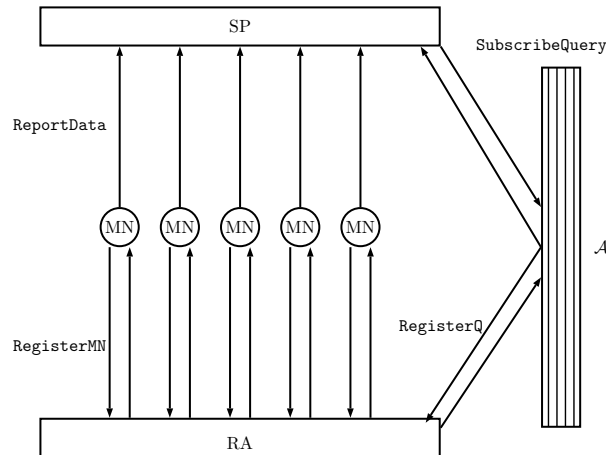 SP
SubscribeQuery
ReportData
MN MN MN MN MN
𝒜
RegisterQ
RegisterMN
RA